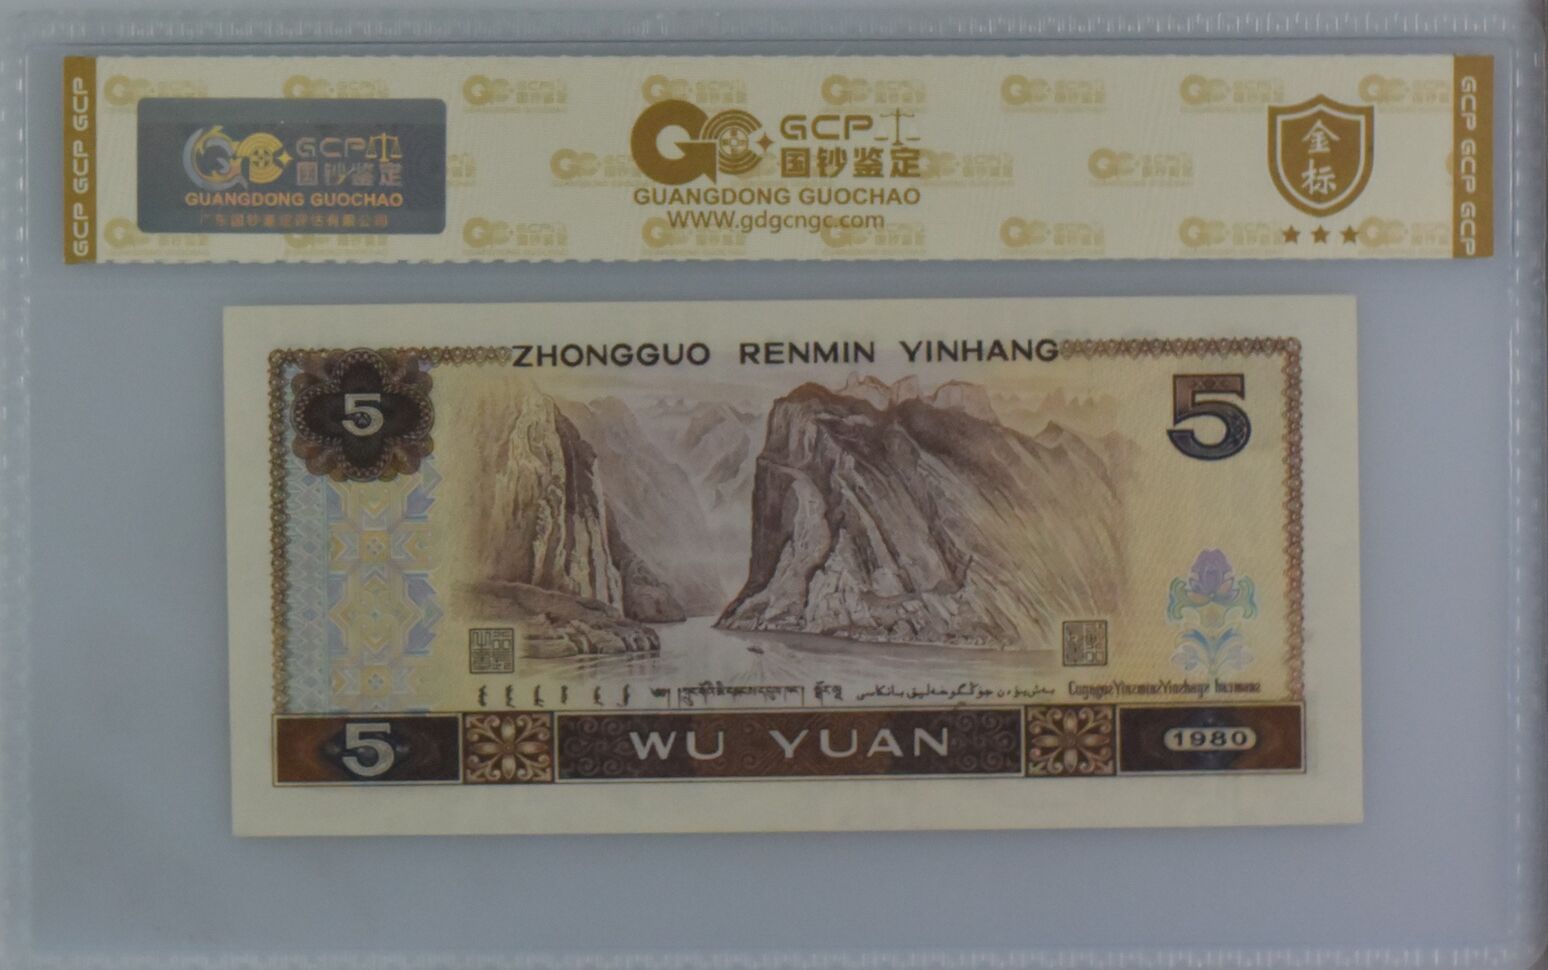 GCP GCP GCP
GCP
国钞鉴定
GUANGDONG GUOCHAO
广东国钞鉴定评估有限公司
GCP
国钞鉴定
GUANGDONG GUOCHAO
WWW.gdgcngc.com
金标
GCP GCP GCP
ZHONGGUO RENMIN YINHANG
5
5
5
WU YUAN
1980